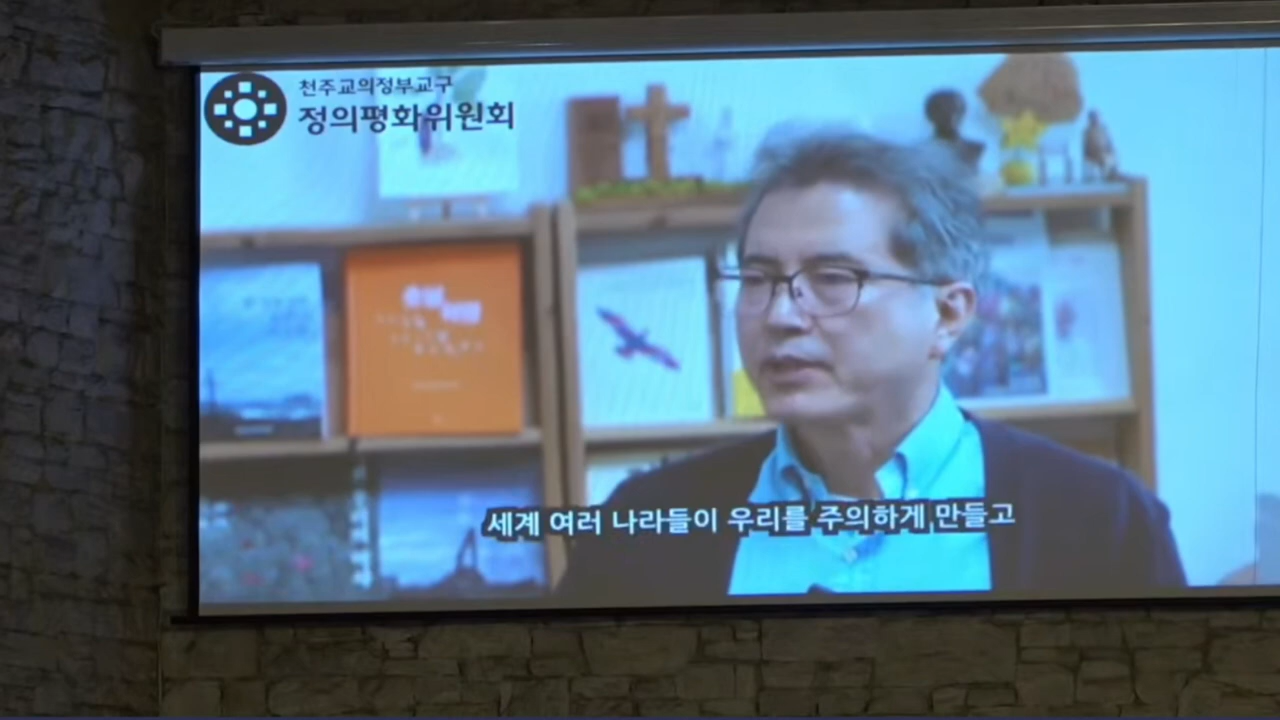 천주교의정부교구
정의평화위원회
세계 여러 나라들이 우리를 주의하게 만들고